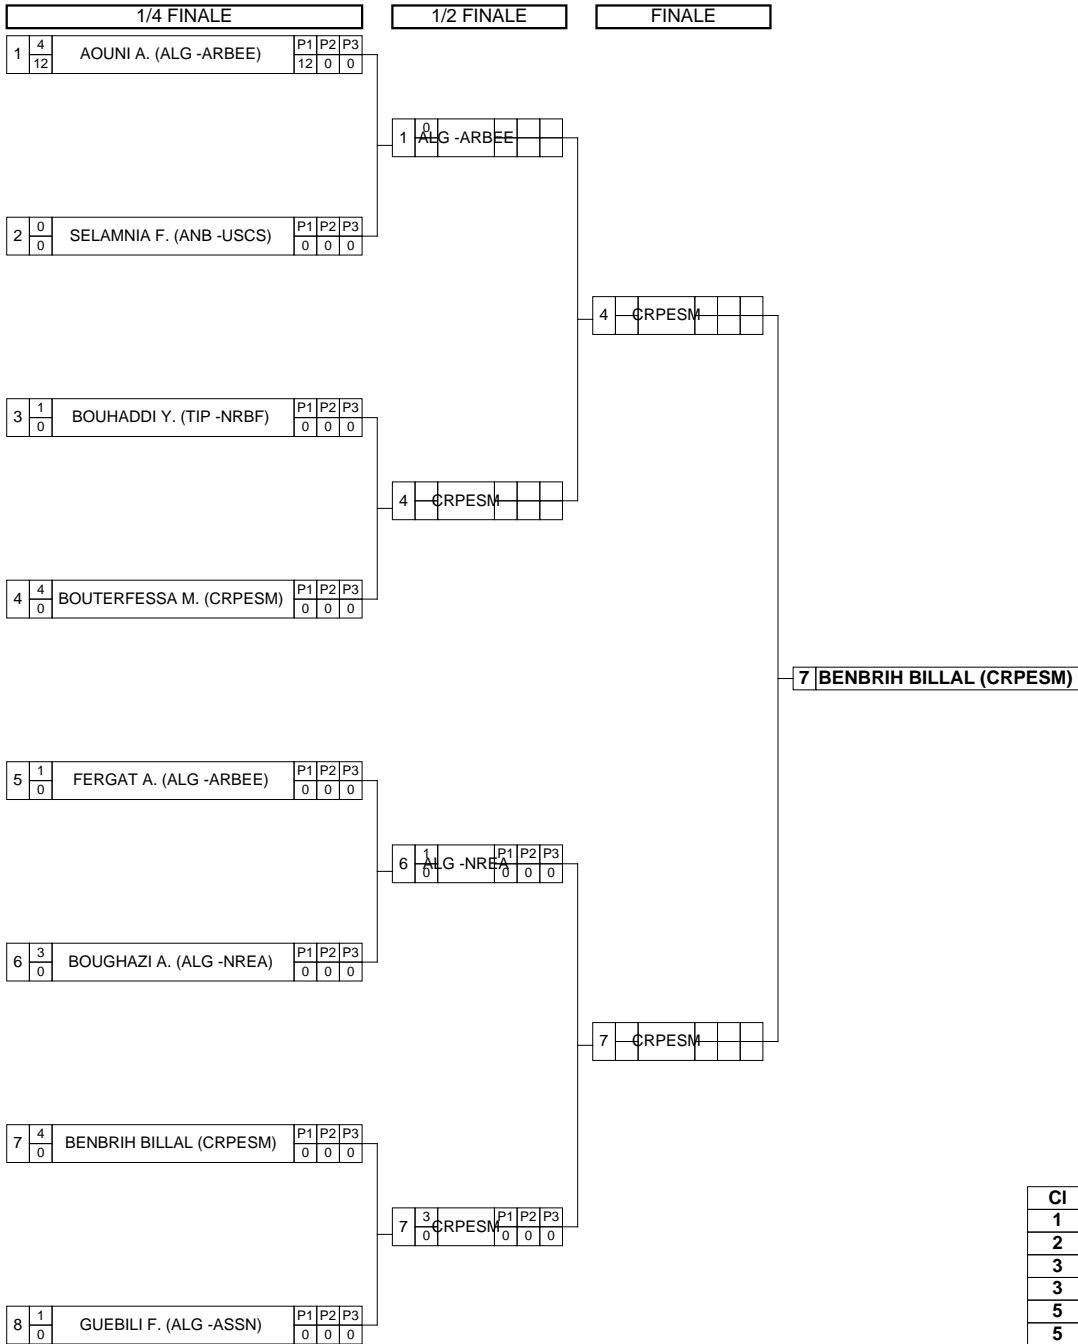 1/4 FINALE 1/2 FINALE FINALE
1 4 12 AOUNI A. (ALG -ARBEE) P1 P2 P3 12 0 0
1 0 ALG -ARBEE
2 0 0 SELAMNIA F. (ANB -USCS) P1 P2 P3 0 0 0
4 CRPESM
3 1 0 BOUHADDI Y. (TIP -NRBF) P1 P2 P3 0 0 0
4 CRPESM
4 4 0 BOUTERFESSA M. (CRPESM) P1 P2 P3 0 0 0
7 BENBRIH BILLAL (CRPESM)
5 1 0 FERGAT A. (ALG -ARBEE) P1 P2 P3 0 0 0
6 1 0 ALG -NREA P1 P2 P3 0 0 0
6 3 0 BOUGHAZI A. (ALG -NREA) P1 P2 P3 0 0 0
7 CRPESM
7 4 0 BENBRIH BILLAL (CRPESM) P1 P2 P3 0 0 0
7 3 0 CRPESM P1 P2 P3 0 0 0
8 1 0 GUEBILI F. (ALG -ASSN) P1 P2 P3 0 0 0
Cl
1
2
3
3
5
5